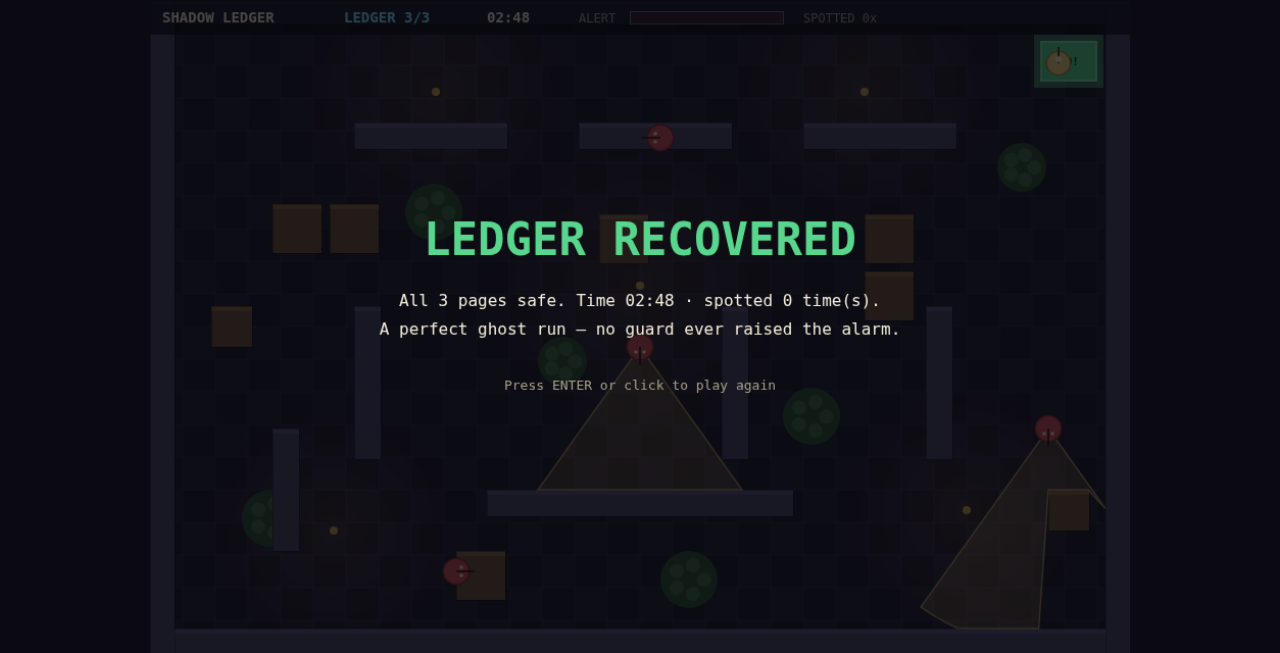 SHADOW LEDGER LEDGER 3/3 02:48 ALERT SPOTTED 0x
LEDGER RECOVERED
All 3 pages safe. Time 02:48 · spotted 0 time(s).
A perfect ghost run — no guard ever raised the alarm.
Press ENTER or click to play again